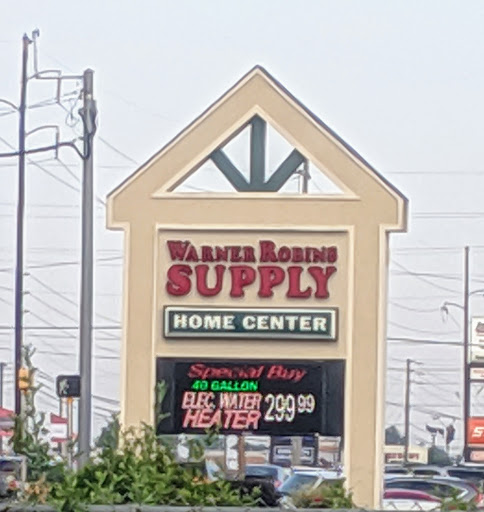 WARNER ROBINS
SUPPLY
HOME CENTER
Special Buy
40 GALLON
ELEC. WATER
HEATER 299 99